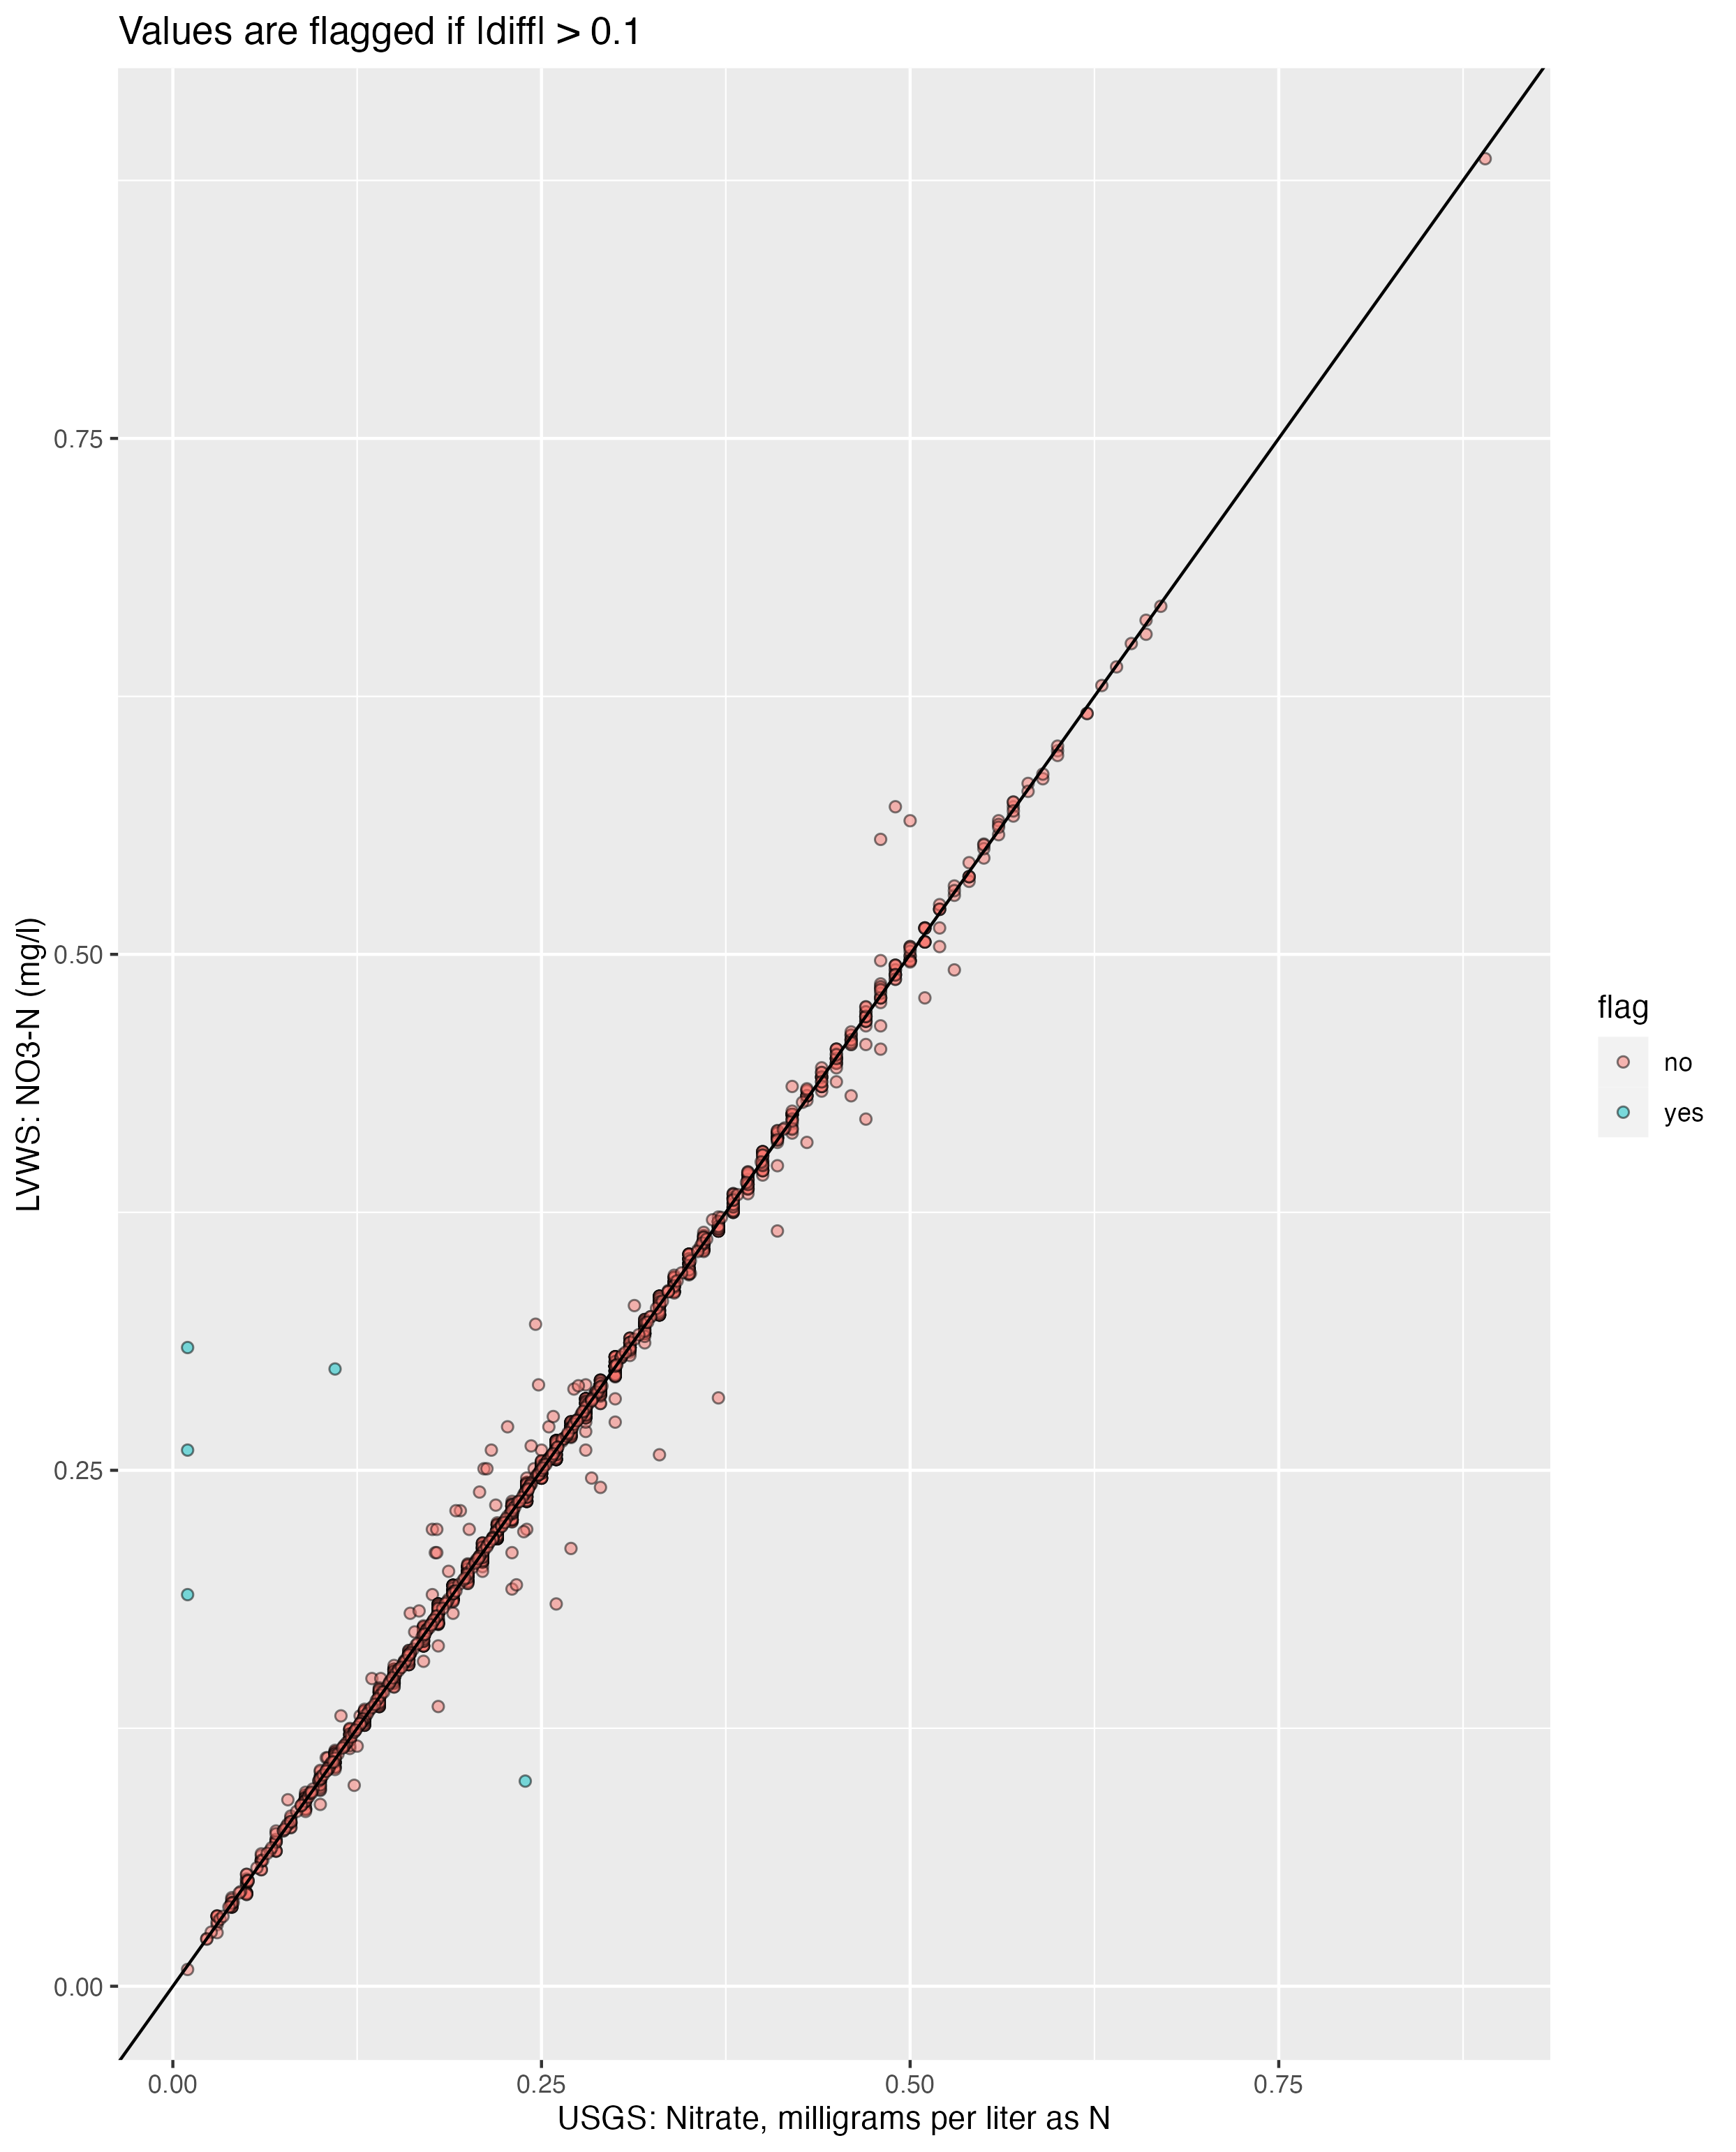 Values are flagged if |diff| > 0.1
LVWS: NO3-N (mg/l)
0.75
0.50
0.25
0.00
0.00 0.25 0.50 0.75
USGS: Nitrate, milligrams per liter as N
flag
no
yes